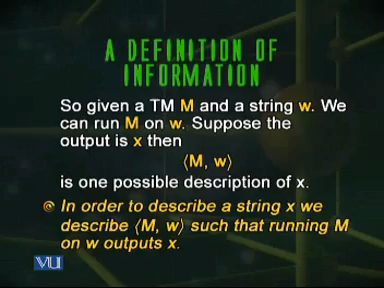 A DEFINITION OF
INFORMATION
So given a TM M and a string w. We
can run M on w. Suppose the
output is x then
⟨M, w⟩
is one possible description of x.
In order to describe a string x we
describe ⟨M, w⟩ such that running M
on w outputs x.
VU